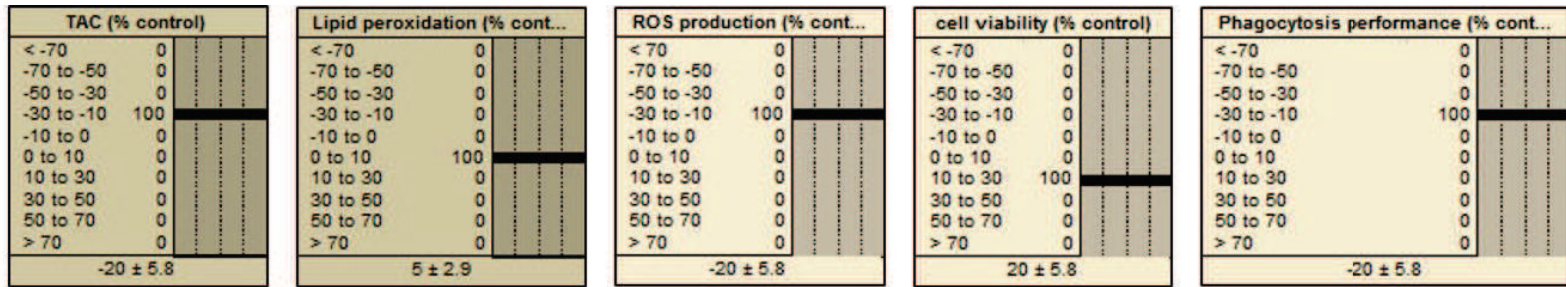 TAC (% control)
< -70 0
-70 to -50 0
-50 to -30 0
-30 to -10 100
-10 to 0 0
0 to 10 0
10 to 30 0
30 to 50 0
50 to 70 0
> 70 0
-20 ± 5.8
Lipid peroxidation (% cont...
< -70 0
-70 to -50 0
-50 to -30 0
-30 to -10 0
-10 to 0 0
0 to 10 100
10 to 30 0
30 to 50 0
50 to 70 0
> 70 0
5 ± 2.9
ROS production (% cont...
< 70 0
-70 to -50 0
-50 to -30 0
-30 to -10 100
-10 to 0 0
0 to 10 0
10 to 30 0
30 to 50 0
50 to 70 0
> 70 0
-20 ± 5.8
cell viability (% control)
< -70 0
-70 to -50 0
-50 to -30 0
-30 to -10 0
-10 to 0 0
0 to 10 0
10 to 30 100
30 to 50 0
50 to 70 0
> 70 0
20 ± 5.8
Phagocytosis performance (% cont...
< -70 0
-70 to -50 0
-50 to -30 0
-30 to -10 100
-10 to 0 0
0 to 10 0
10 to 30 0
30 to 50 0
50 to 70 0
> 70 0
-20 ± 5.8